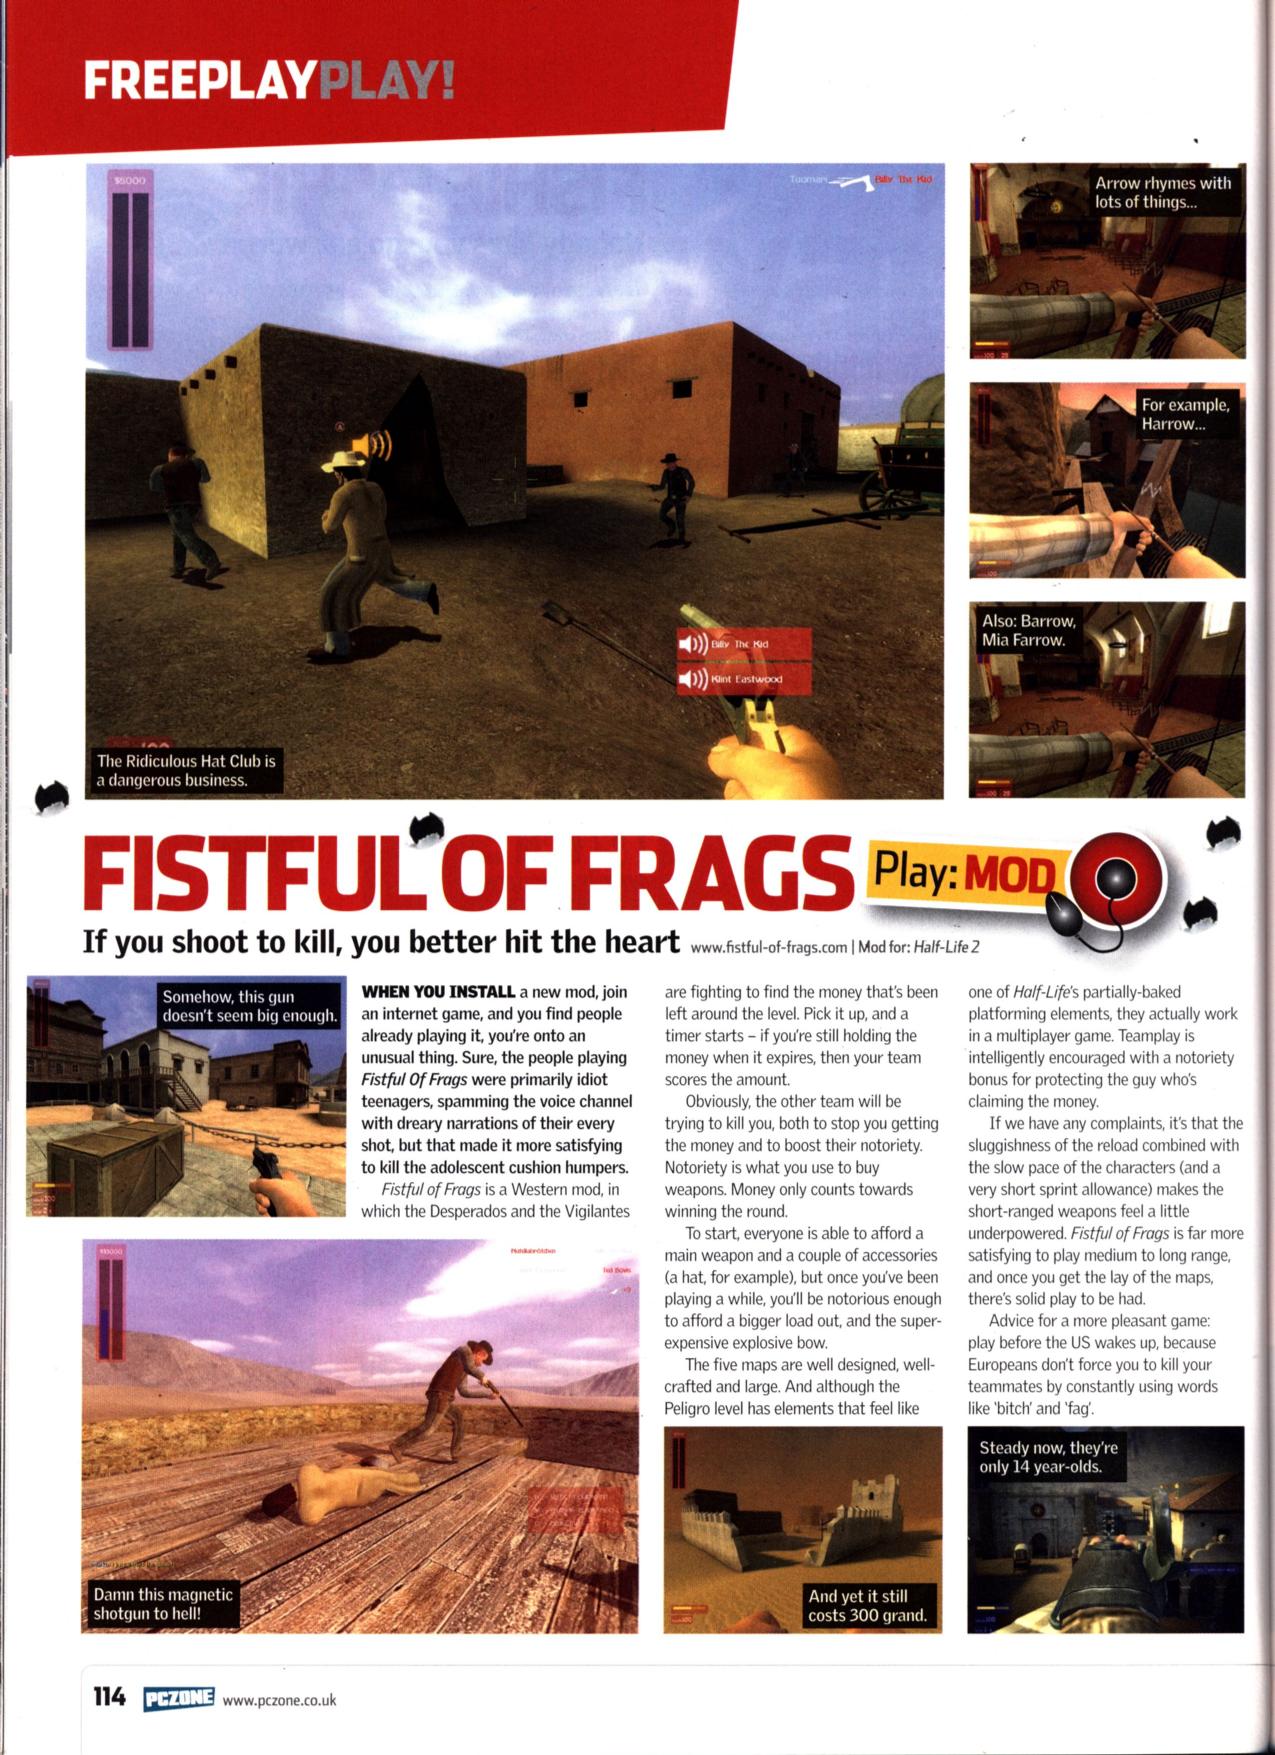 FREEPLAYPLAY!
$5000
Tuomari
Billy The Kid
Billy The Kid
Klint Eastwood
The Ridiculous Hat Club is
a dangerous business.
Arrow rhymes with
lots of things...
For example,
Harrow...
Also: Barrow,
Mia Farrow.
FISTFUL OF FRAGS
Play: MOD
If you shoot to kill, you better hit the heart
www.fistful-of-frags.com | Mod for: Half-Life 2
Somehow, this gun
doesn't seem big enough.
WHEN YOU INSTALL a new mod, join
an internet game, and you find people
already playing it, you're onto an
unusual thing. Sure, the people playing
Fistful Of Frags were primarily idiot
teenagers, spamming the voice channel
with dreary narrations of their every
shot, but that made it more satisfying
to kill the adolescent cushion humpers.
Fistful of Frags is a Western mod, in
which the Desperados and the Vigilantes
are fighting to find the money that's been
left around the level. Pick it up, and a
timer starts – if you're still holding the
money when it expires, then your team
scores the amount.
Obviously, the other team will be
trying to kill you, both to stop you getting
the money and to boost their notoriety.
Notoriety is what you use to buy
weapons. Money only counts towards
winning the round.
To start, everyone is able to afford a
main weapon and a couple of accessories
(a hat, for example), but once you've been
playing a while, you'll be notorious enough
to afford a bigger load out, and the super-
expensive explosive bow.
The five maps are well designed, well-
crafted and large. And although the
Peligro level has elements that feel like
one of Half-Life's partially-baked
platforming elements, they actually work
in a multiplayer game. Teamplay is
intelligently encouraged with a notoriety
bonus for protecting the guy who's
claiming the money.
If we have any complaints, it's that the
sluggishness of the reload combined with
the slow pace of the characters (and a
very short sprint allowance) makes the
short-ranged weapons feel a little
underpowered. Fistful of Frags is far more
satisfying to play medium to long range,
and once you get the lay of the maps,
there's solid play to be had.
Advice for a more pleasant game:
play before the US wakes up, because
Europeans don't force you to kill your
teammates by constantly using words
like 'bitch' and 'fag'.
Ted Bows
Damn this magnetic
shotgun to hell!
And yet it still
costs 300 grand.
Steady now, they're
only 14 year-olds.
114 PCZONE www.pczone.co.uk